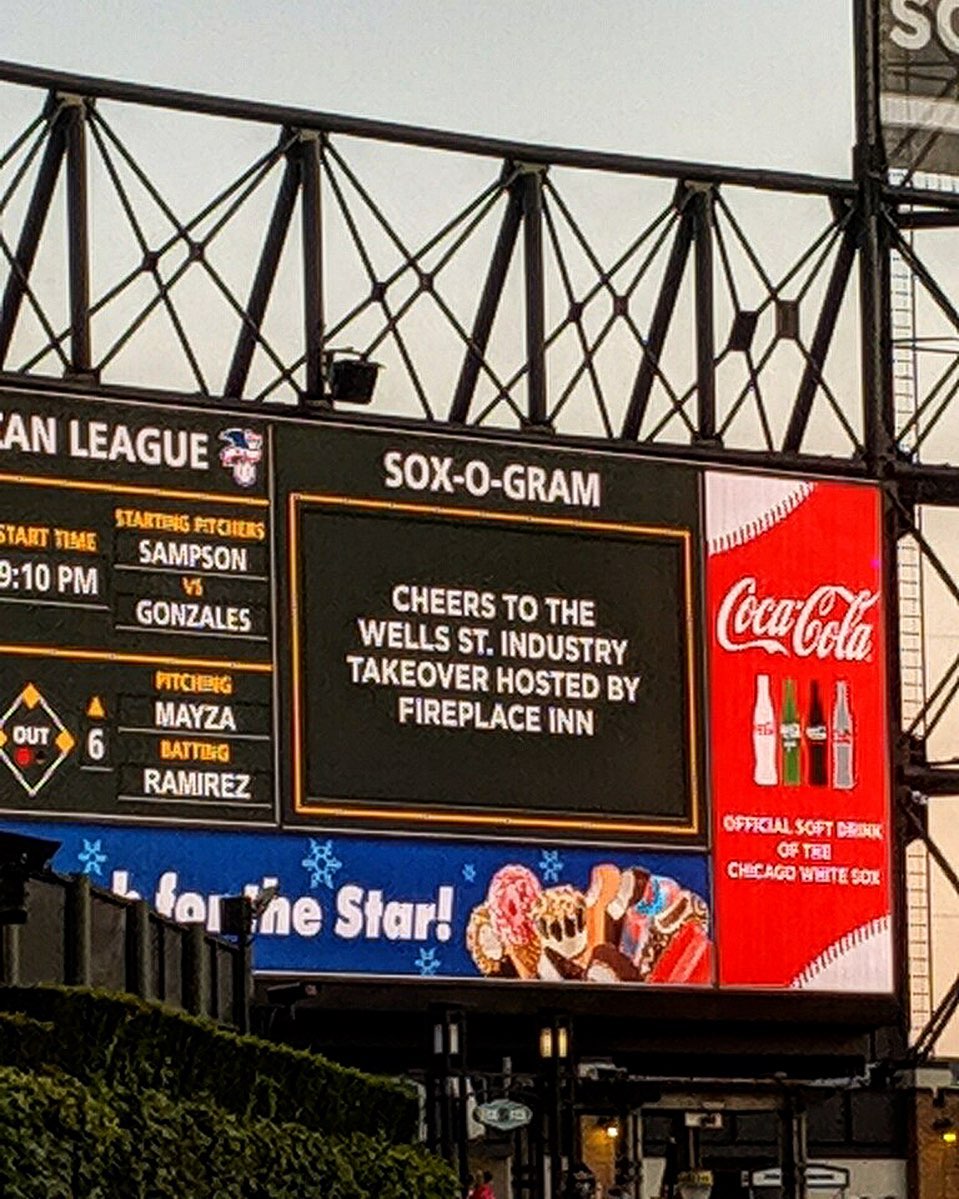 SO
CAN LEAGUE
START TIME
9:10 PM
STARTING PITCHERS
SAMPSON
VS
GONZALES
OUT
6
PITCHING
MAYZA
BATTING
RAMIREZ
SOX-O-GRAM
CHEERS TO THE
WELLS ST. INDUSTRY
TAKEOVER HOSTED BY
FIREPLACE INN
Coca-Cola
OFFICIAL SOFT DRINK
OF THE
CHICAGO WHITE SOX
for the Star!